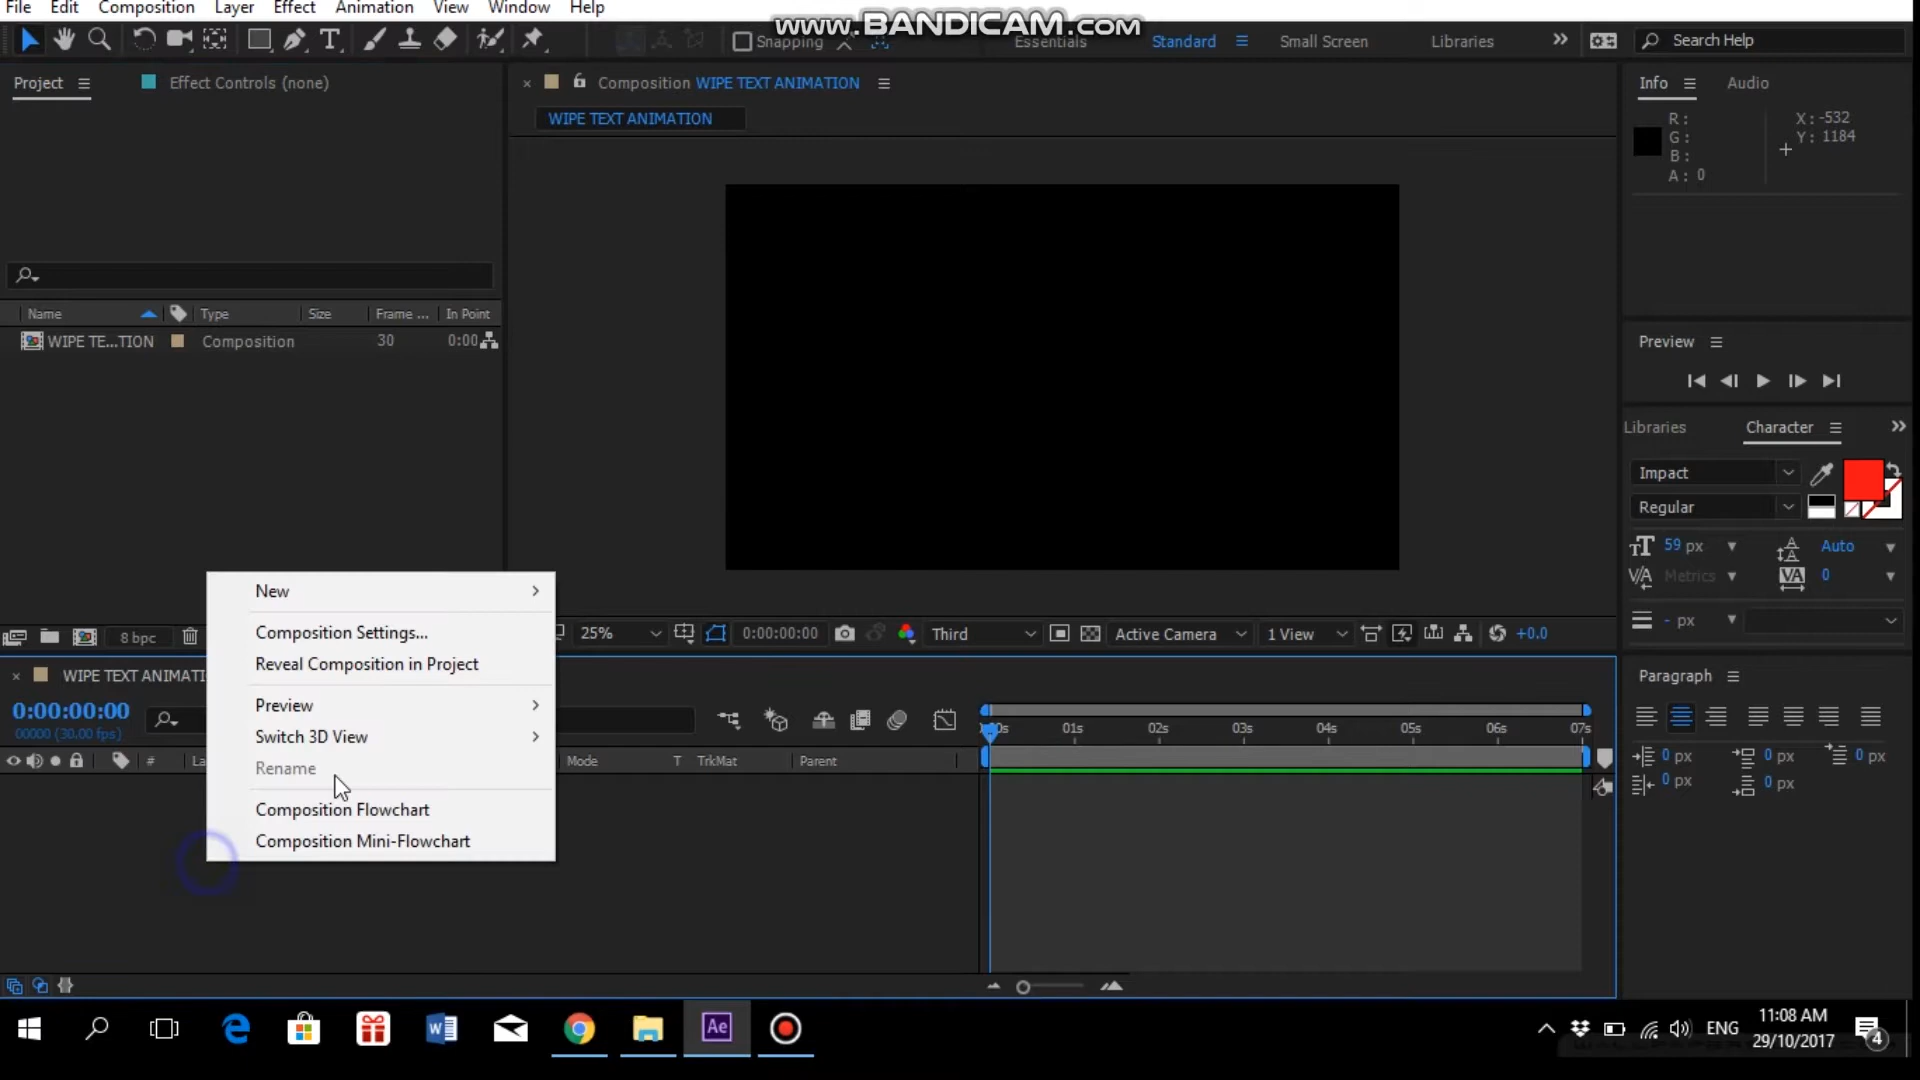 File Edit Composition Layer Effect Animation View Window Help
www.BANDICAM.com
Snapping Essentials Standard Small Screen Libraries Search Help
Project Effect Controls (none)
Composition WIPE TEXT ANIMATION
WIPE TEXT ANIMATION
Info Audio
R:
G:
B:
A: 0
X: -532
Y: 1184
Name Type Size Frame ... In Point
WIPE TE...TION Composition 30 0:00
Preview
Libraries Character
Impact
Regular
59 px Auto
Metrics 0
- px
8 bpc
25% 0:00:00:00 Third Active Camera 1 View +0.0
New
Composition Settings...
Reveal Composition in Project
Preview
Switch 3D View
Rename
Composition Flowchart
Composition Mini-Flowchart
WIPE TEXT ANIMATI
0:00:00:00
00000 (30.00 fps)
# La Mode T TrkMat Parent
0s 01s 02s 03s 04s 05s 06s 07s
Paragraph
0 px 0 px 0 px
0 px 0 px
Ae
ENG
11:08 AM
29/10/2017
4